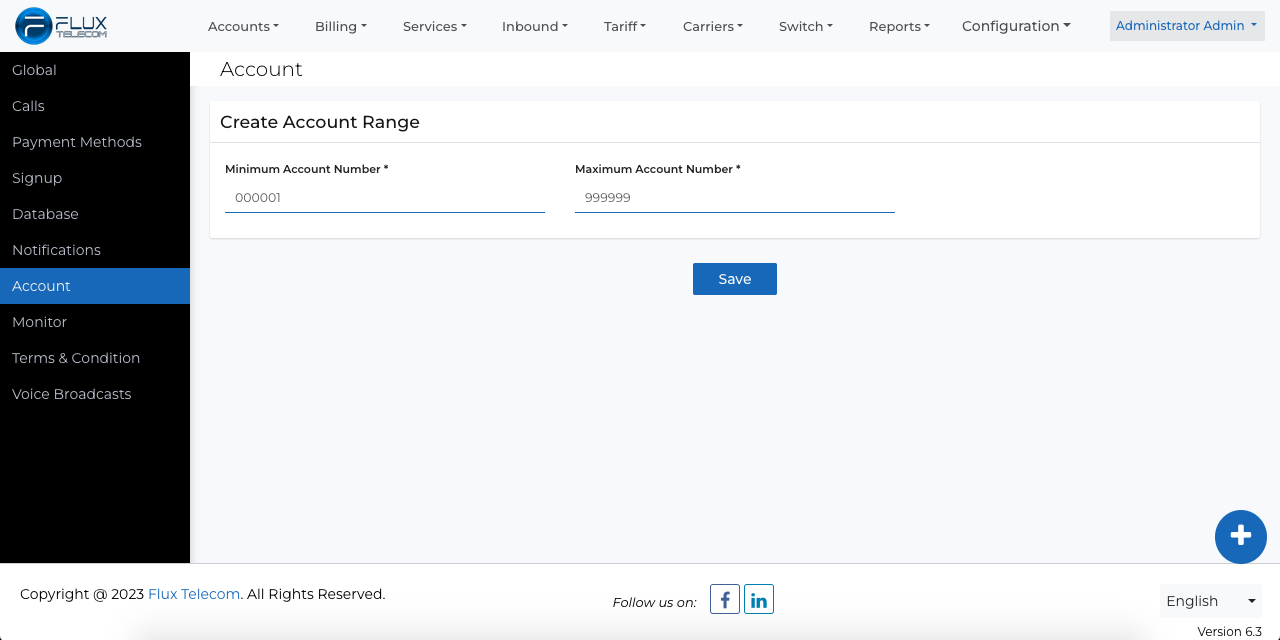 FLUX
TELECOM
Accounts Billing Services Inbound Tariff Carriers Switch Reports Configuration Administrator Admin
Global
Calls
Payment Methods
Signup
Database
Notifications
Account
Monitor
Terms & Condition
Voice Broadcasts
Account
Create Account Range
Minimum Account Number * Maximum Account Number *
000001 999999
Save
Copyright @ 2023 Flux Telecom. All Rights Reserved.
Follow us on:
English
Version 6.3